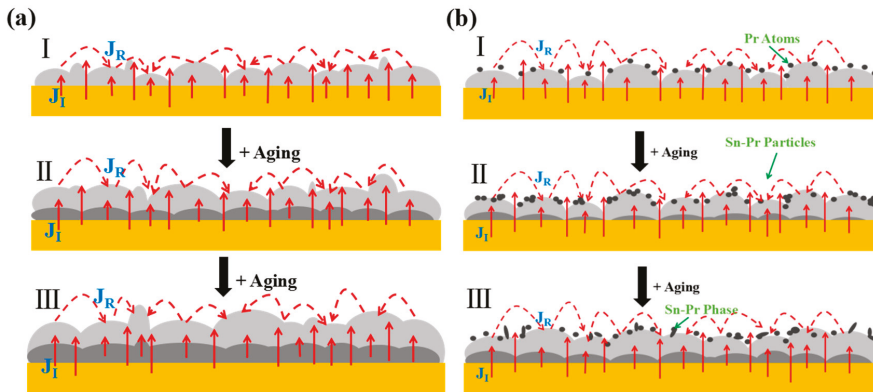 (a)
I
J_R
J_I
+ Aging
II
J_R
J_I
+ Aging
III
J_R
J_I
(b)
I
J_R
Pr Atoms
J_I
+ Aging
Sn-Pr Particles
II
J_R
J_I
+ Aging
III
J_R
Sn-Pr Phase
J_I